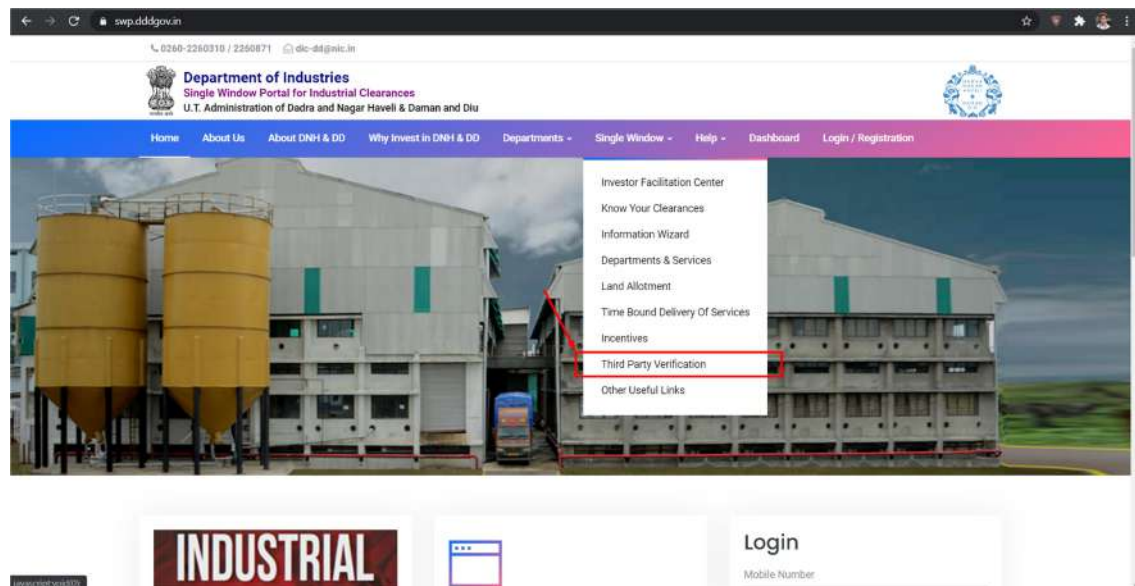 swp.dddgov.in
0260-2260310 / 2260871 dic-dd@nic.in
Department of Industries
Single Window Portal for Industrial Clearances
U.T. Administration of Dadra and Nagar Haveli & Daman and Diu
Home About Us About DNH & DD Why Invest in DNH & DD Departments Single Window Help Dashboard Login / Registration
Investor Facilitation Center
Know Your Clearances
Information Wizard
Departments & Services
Land Allotment
Time Bound Delivery Of Services
Incentives
Third Party Verification
Other Useful Links
INDUSTRIAL
Login
Mobile Number